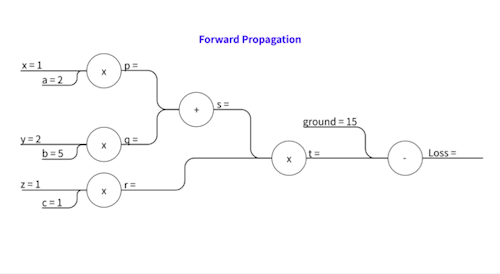 Forward Propagation
x = 1
a = 2
x
p =
+
s =
y = 2
b = 5
x
q =
z = 1
c = 1
x
r =
ground = 15
x
t =
-
Loss =